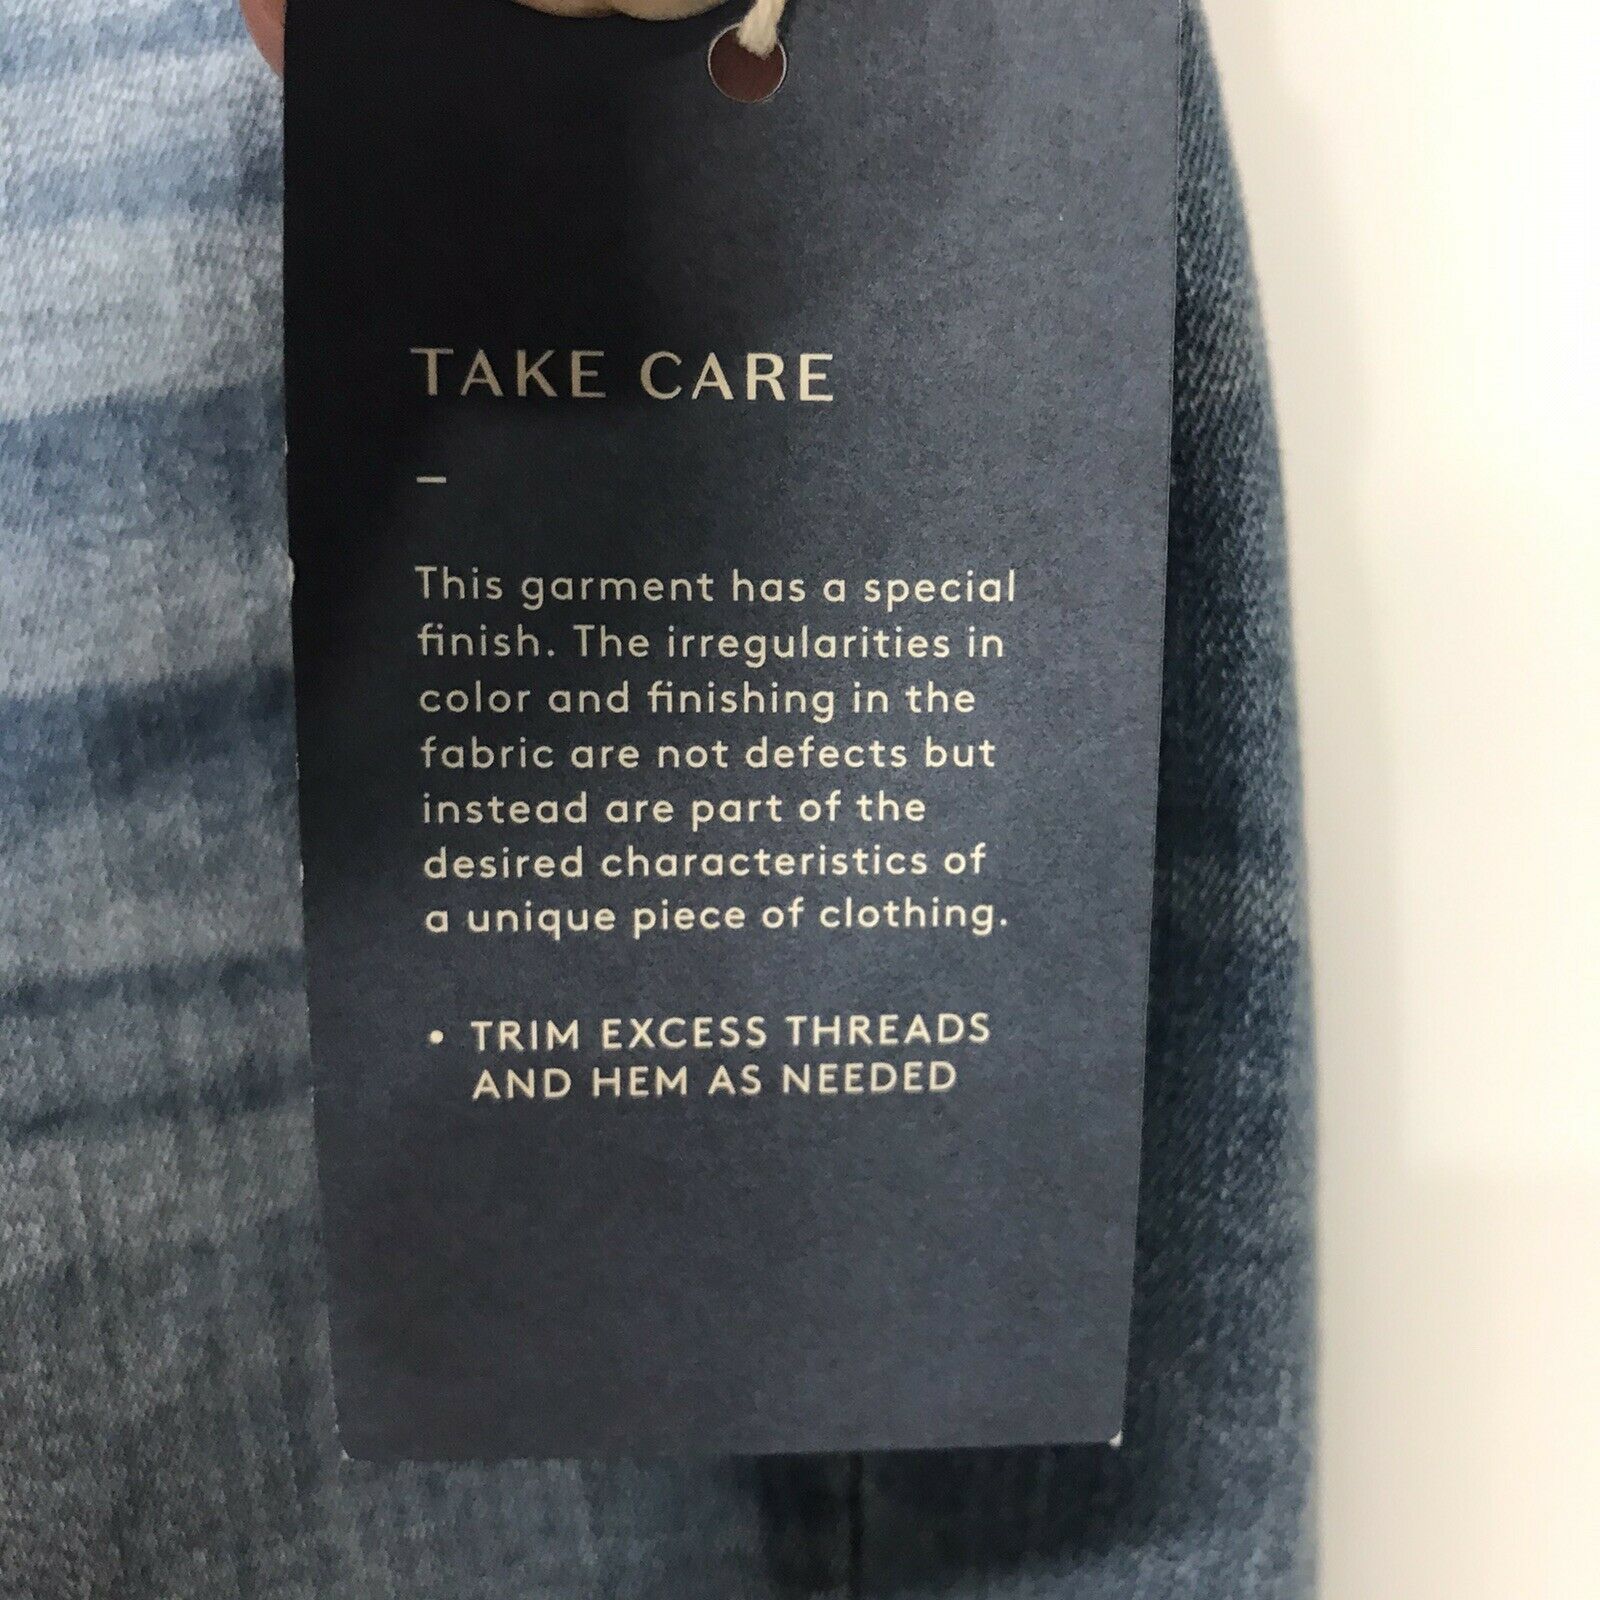 TAKE CARE
–
This garment has a special
finish. The irregularities in
color and finishing in the
fabric are not defects but
instead are part of the
desired characteristics of
a unique piece of clothing.
• TRIM EXCESS THREADS
AND HEM AS NEEDED